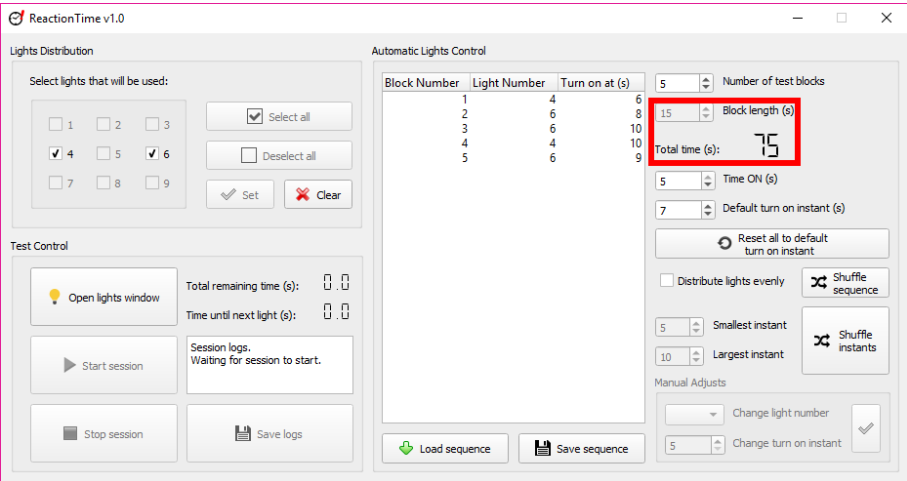 ReactionTime v1.0
Lights Distribution
Select lights that will be used:
1 2 3
4 5 6
7 8 9
Select all
Deselect all
Set
Clear
Test Control
Open lights window
Total remaining time (s): 0.0
Time until next light (s): 0.0
Start session
Session logs.
Waiting for session to start.
Stop session
Save logs
Automatic Lights Control
Block Number Light Number Turn on at (s)
1 4 6
2 6 8
3 6 10
4 4 10
5 6 9
Load sequence
Save sequence
5 Number of test blocks
15 Block length (s)
Total time (s): 75
5 Time ON (s)
7 Default turn on instant (s)
Reset all to default
turn on instant
Distribute lights evenly
Shuffle
sequence
5 Smallest instant
10 Largest instant
Shuffle
instants
Manual Adjusts
Change light number
5 Change turn on instant